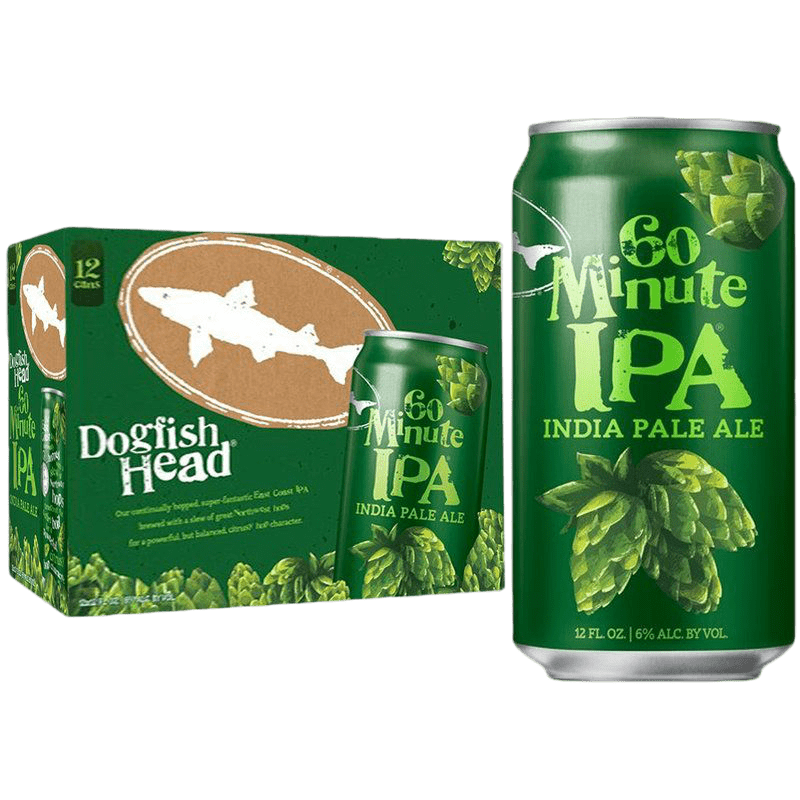 12
cans
12
cans
Dogfish
Head
60
Minute
IPA
INDIA PALE ALE
Dogfish
Head
Our continually hopped, super-fantastic East Coast IPA
brewed with a slew of great Northwest hops
for a powerful, but balanced, citrusy hop character.
60
Minute
IPA
INDIA PALE ALE
60
Minute
IPA
INDIA PALE ALE
12 FL. OZ. | 6% ALC. BY VOL.